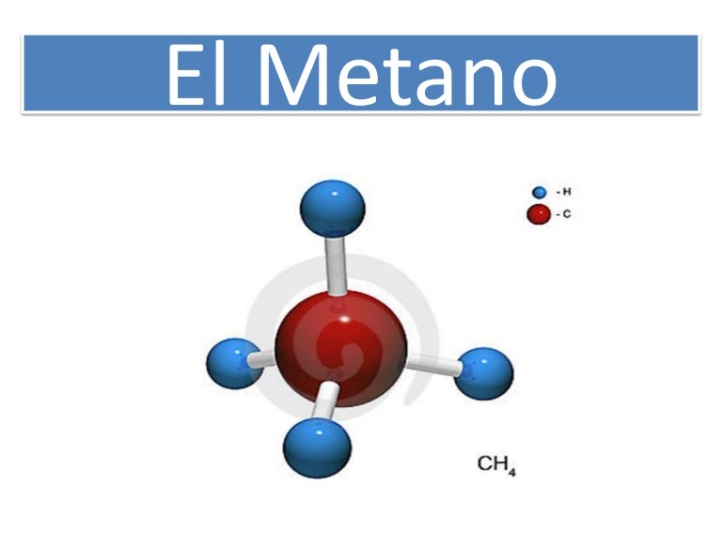 El Metano
- H
- C
CH₄